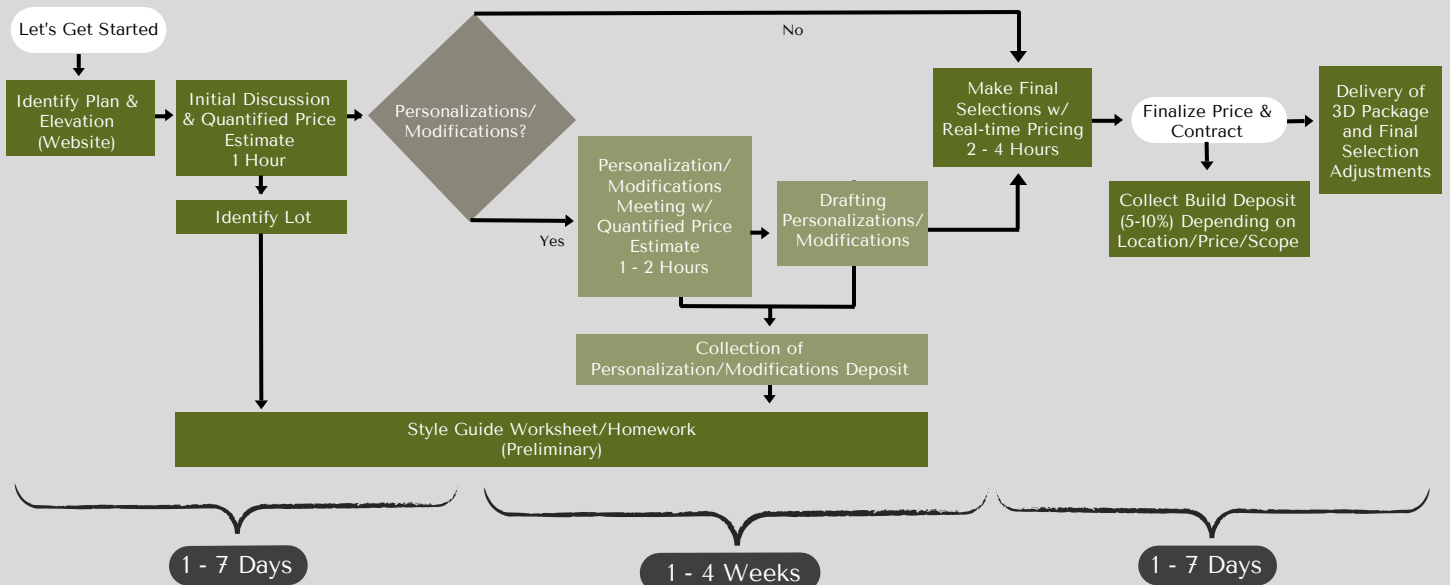 Let's Get Started
Identify Plan &
Elevation
(Website)
Initial Discussion
& Quantified Price
Estimate
1 Hour
Identify Lot
Personalizations/
Modifications?
No
Yes
Personalization/
Modifications
Meeting w/
Quantified Price
Estimate
1 - 2 Hours
Drafting
Personalizations/
Modifications
Collection of
Personalization/Modifications Deposit
Style Guide Worksheet/Homework
(Preliminary)
Make Final
Selections w/
Real-time Pricing
2 - 4 Hours
Finalize Price &
Contract
Collect Build Deposit
(5-10%) Depending on
Location/Price/Scope
Delivery of
3D Package
and Final
Selection
Adjustments
1 - 7 Days
1 - 4 Weeks
1 - 7 Days